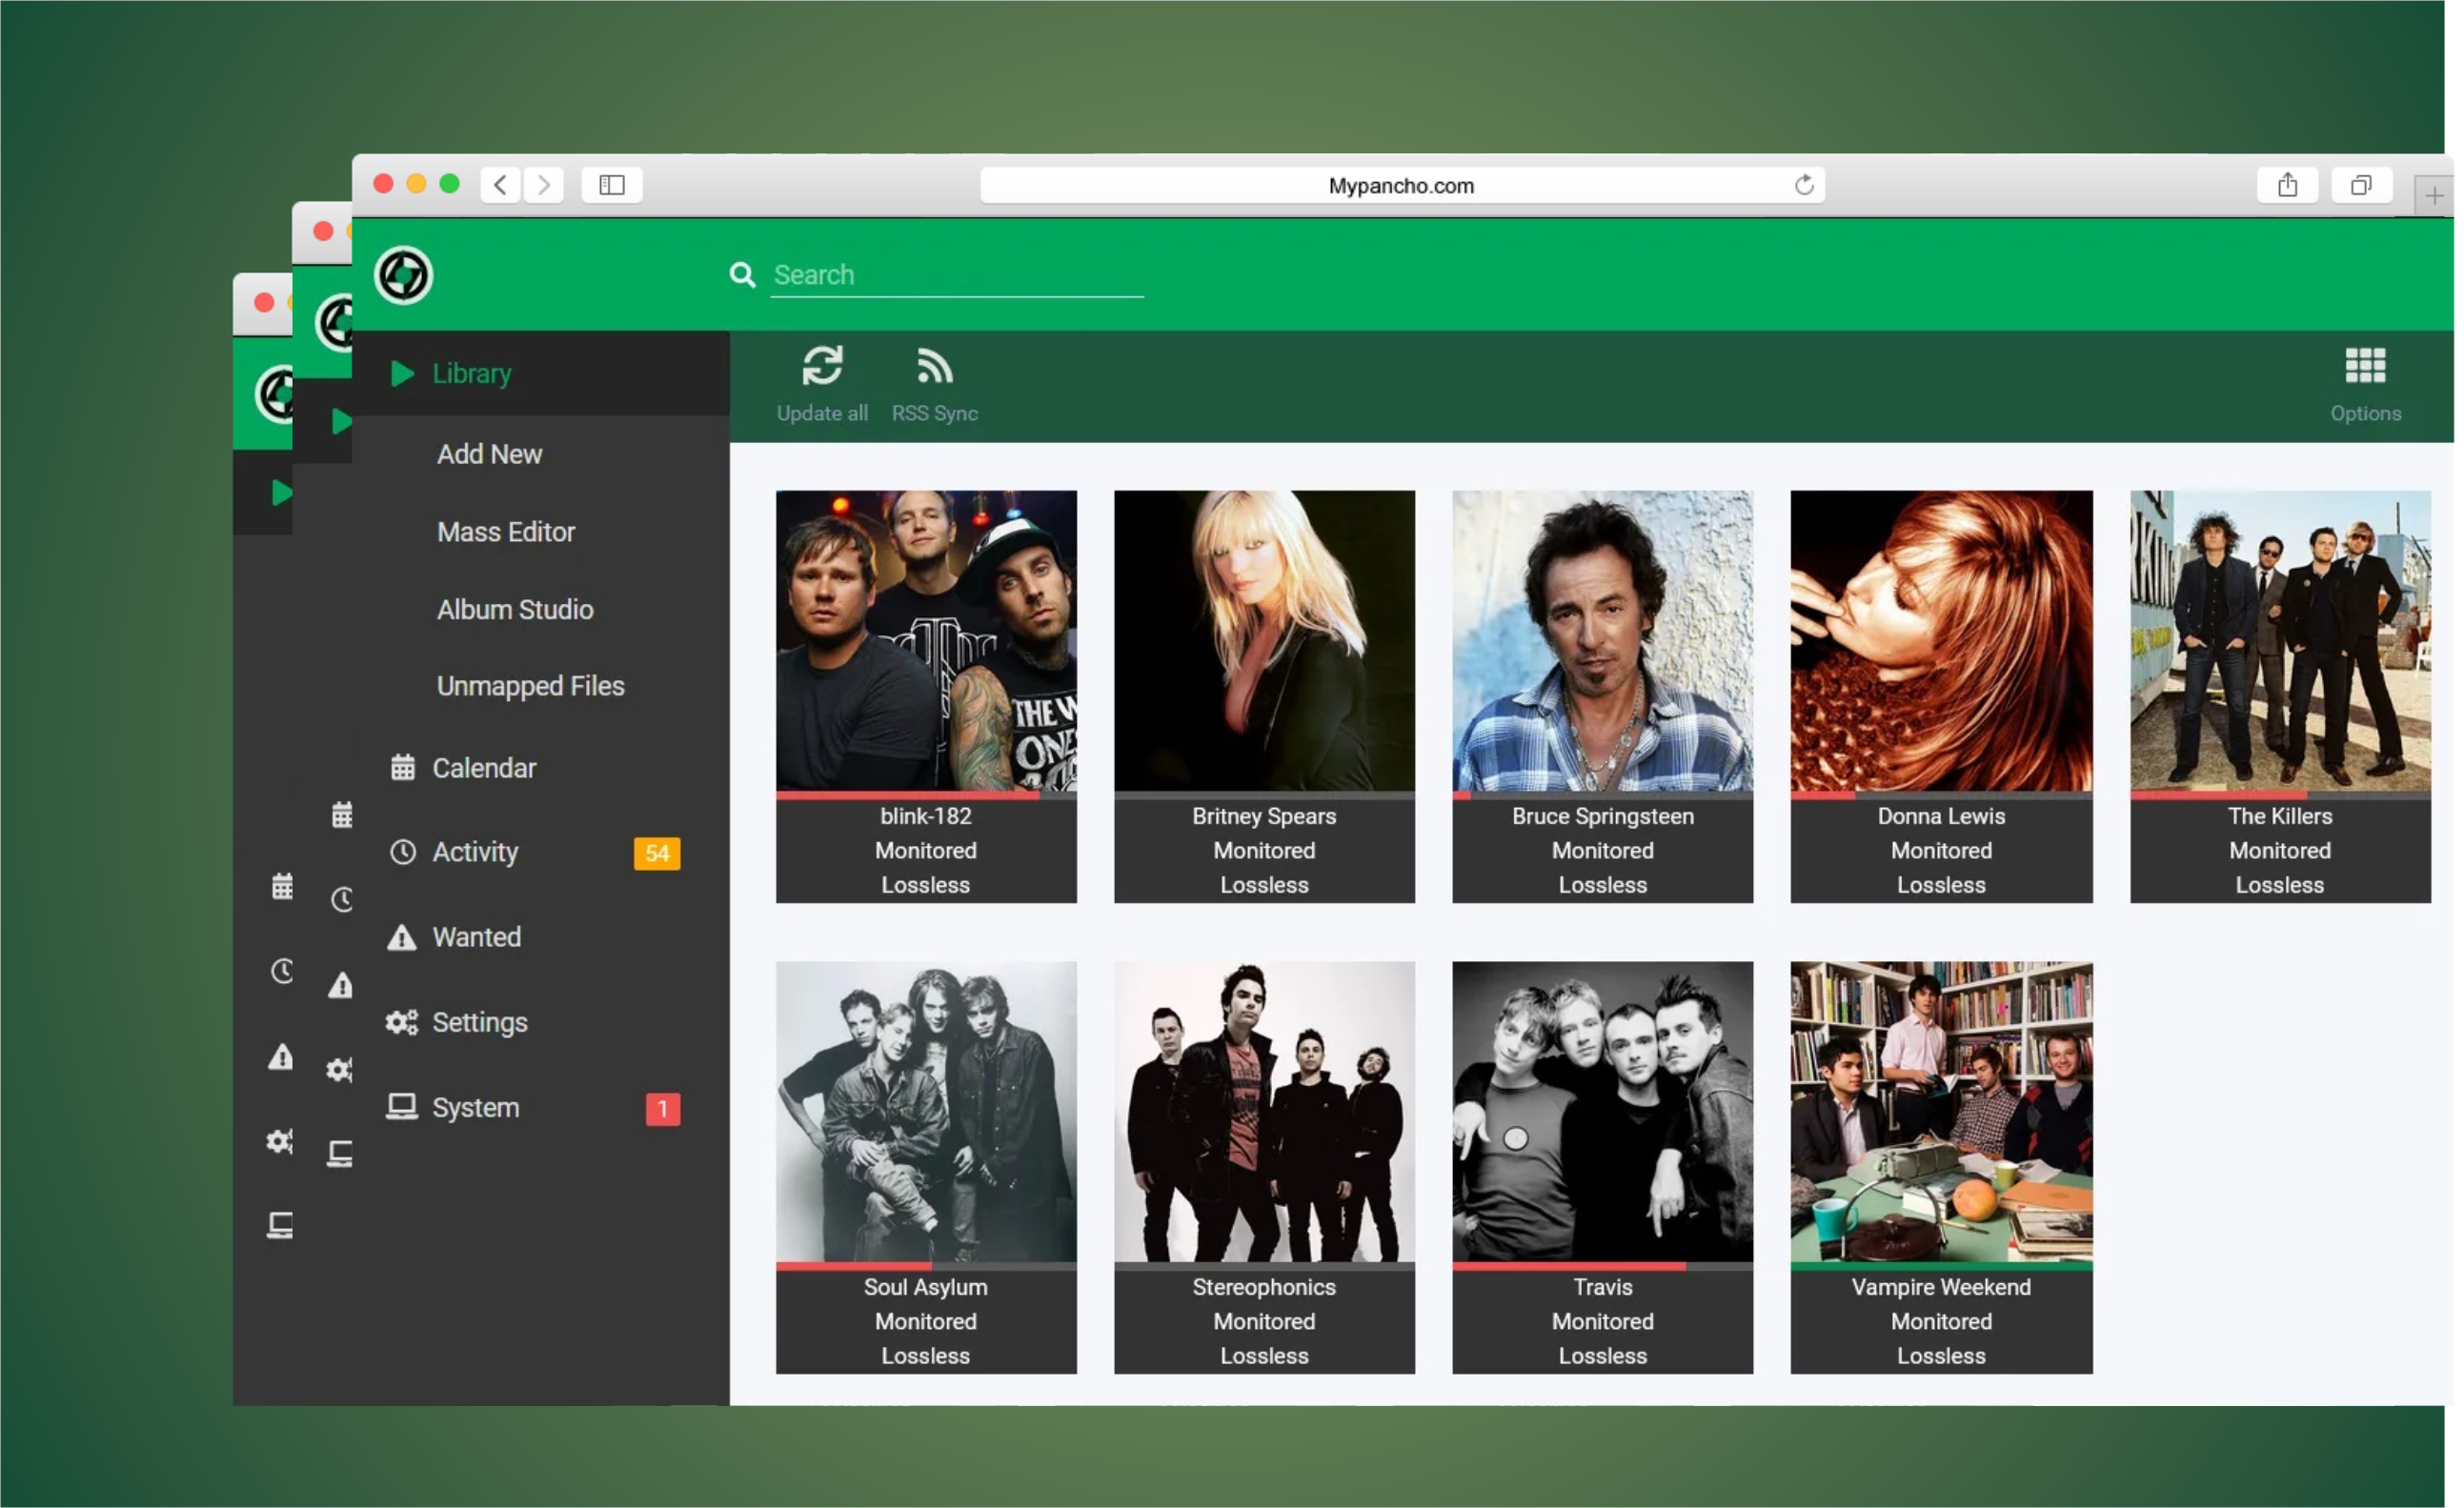 Mypancho.com
Search
Library
Update all
RSS Sync
Options
Add New
Mass Editor
Album Studio
Unmapped Files
Calendar
Activity
54
Wanted
Settings
System
1
THE W
ONE
blink-182
Monitored
Lossless
Britney Spears
Monitored
Lossless
Bruce Springsteen
Monitored
Lossless
Donna Lewis
Monitored
Lossless
The Killers
Monitored
Lossless
Soul Asylum
Monitored
Lossless
Stereophonics
Monitored
Lossless
Travis
Monitored
Lossless
Vampire Weekend
Monitored
Lossless